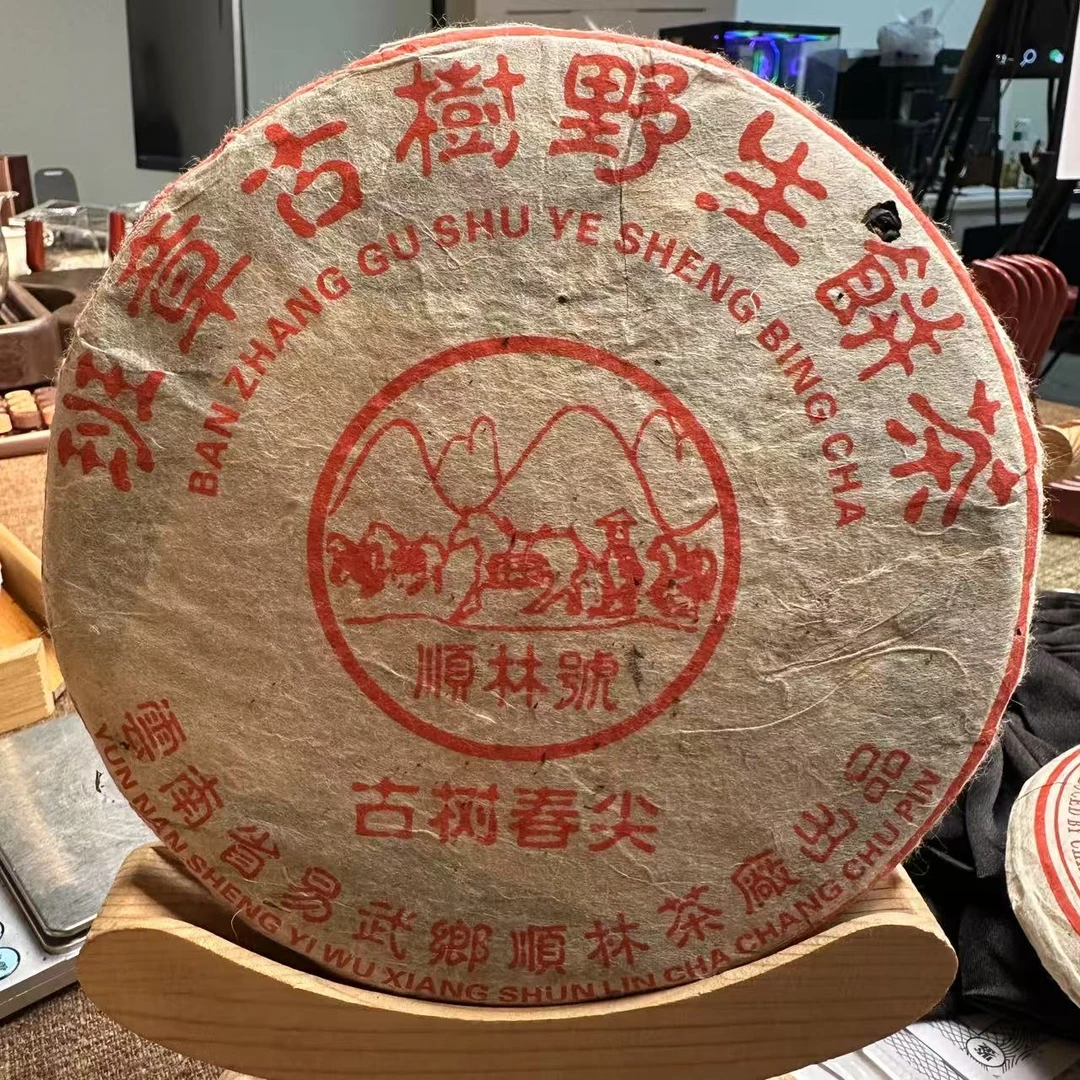 班章古樹野生餅茶
BAN ZHANG GU SHU YE SHENG BING CHA
順林號
古树春尖
雲南省易武鄉順林茶廠出品
YUN NAN SHENG YI WU XIANG SHUN LIN CHA CHANG CHU PIN